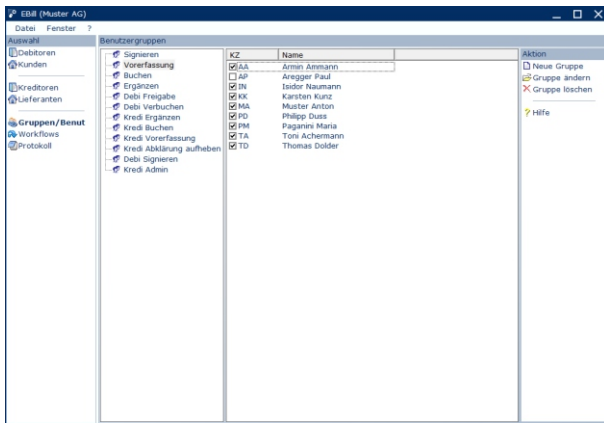 EBill (Muster AG)
Datei Fenster ?
Auswahl
Debitoren
Kunden
Kreditoren
Lieferanten
Gruppen/Benut
Workflows
Protokoll
Benutzergruppen
Signieren
Vorerfassung
Buchen
Ergänzen
Debi Freigabe
Debi Verbuchen
Kredi Ergänzen
Kredi Buchen
Kredi Vorerfassung
Kredi Abklärung aufheben
Debi Signieren
Kredi Admin
KZ Name
AA Armin Ammann
AP Aregger Paul
IN Isidor Naumann
KK Karsten Kunz
MA Muster Anton
PD Philipp Duss
PM Paganini Maria
TA Toni Achermann
TD Thomas Dolder
Aktion
Neue Gruppe
Gruppe ändern
Gruppe löschen
? Hilfe